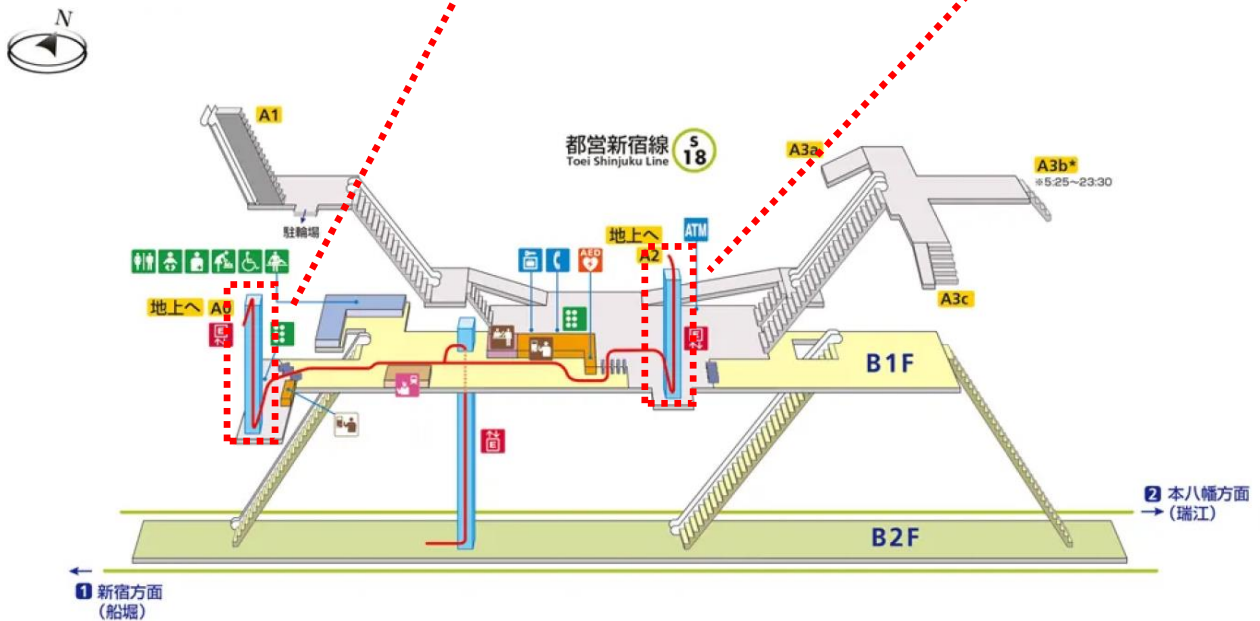 N
A1
都営新宿線
Toei Shinjuku Line
S
18
A3a
A3b*
※5:25~23:30
駐輪場
地上へ
A2
ATM
AED
A3c
地上へ A0
E
E
B1F
E
2 本八幡方面
(瑞江)
B2F
1 新宿方面
(船堀)